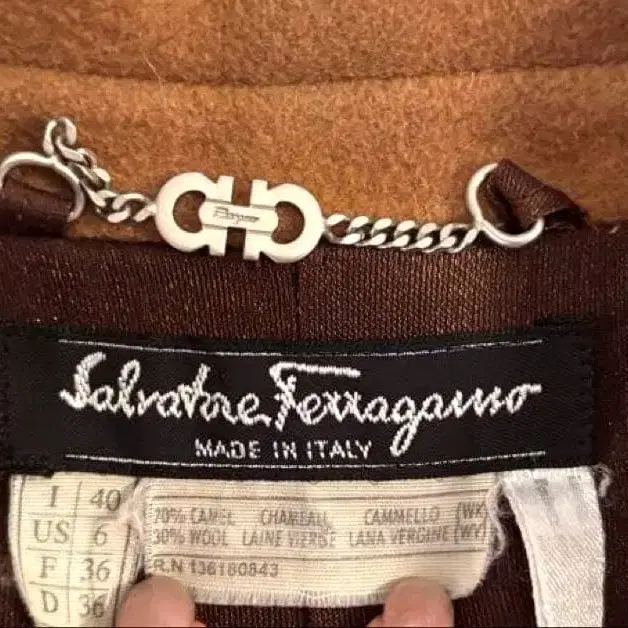 Ferragamo
Salvatore Ferragamo
MADE IN ITALY
I 40
US 6
F 36
D 36
70% CAMEL CHAMEAU CAMMELLO (WK)
30% WOOL LAINE VIERGE LANA VERGINE (WV)
R.N 136180843